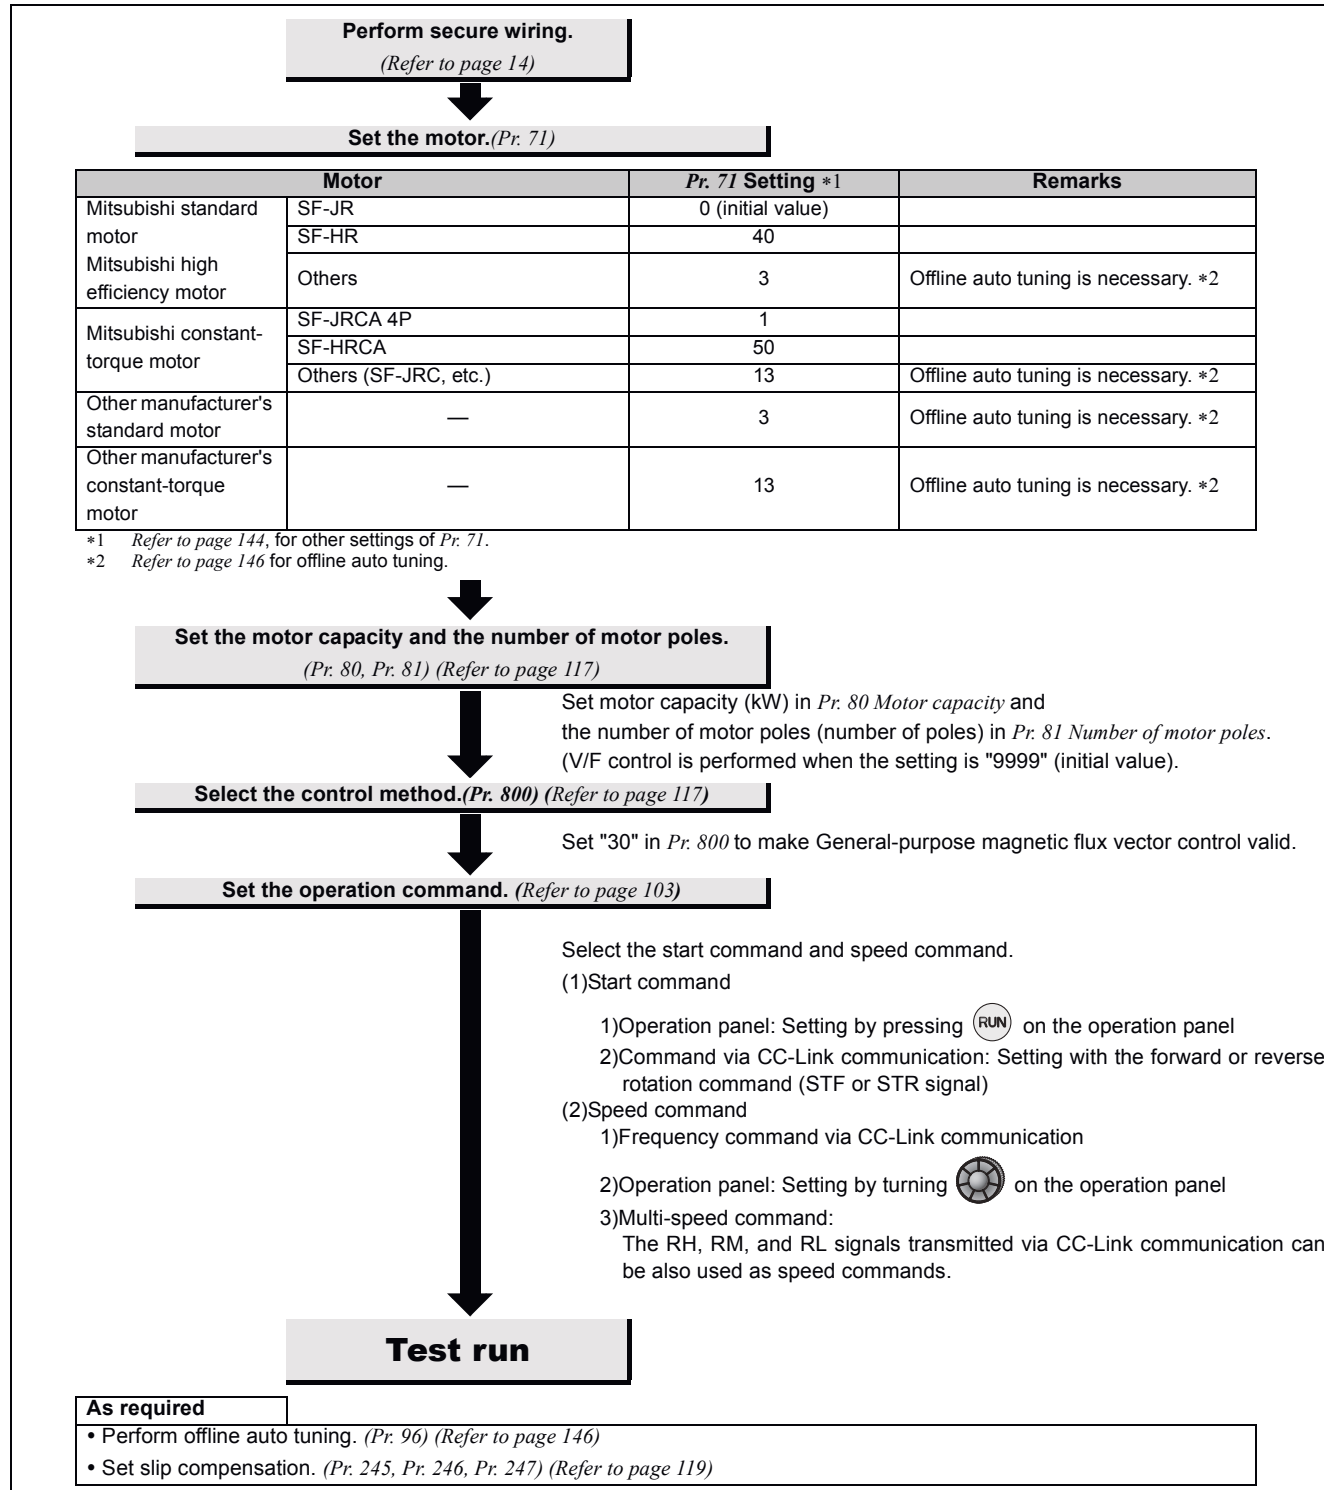 Perform secure wiring.
(Refer to page 14)
Set the motor.(Pr. 71)
Motor Pr. 71 Setting *1 Remarks
Mitsubishi standard motor
Mitsubishi high efficiency motor
SF-JR 0 (initial value)
SF-HR 40
Others 3 Offline auto tuning is necessary. *2
Mitsubishi constant-
torque motor
SF-JRCA 4P 1
SF-HRCA 50
Others (SF-JRC, etc.) 13 Offline auto tuning is necessary. *2
Other manufacturer's
standard motor
— 3 Offline auto tuning is necessary. *2
Other manufacturer's
constant-torque
motor
— 13 Offline auto tuning is necessary. *2
*1 Refer to page 144, for other settings of Pr. 71.
*2 Refer to page 146 for offline auto tuning.
Set the motor capacity and the number of motor poles.
(Pr. 80, Pr. 81) (Refer to page 117)
Set motor capacity (kW) in Pr. 80 Motor capacity and
the number of motor poles (number of poles) in Pr. 81 Number of motor poles.
(V/F control is performed when the setting is "9999" (initial value).
Select the control method.(Pr. 800) (Refer to page 117)
Set "30" in Pr. 800 to make General-purpose magnetic flux vector control valid.
Set the operation command. (Refer to page 103)
Select the start command and speed command.
(1)Start command
1)Operation panel: Setting by pressing RUN on the operation panel
2)Command via CC-Link communication: Setting with the forward or reverse
rotation command (STF or STR signal)
(2)Speed command
1)Frequency command via CC-Link communication
2)Operation panel: Setting by turning on the operation panel
3)Multi-speed command:
The RH, RM, and RL signals transmitted via CC-Link communication can
be also used as speed commands.
Test run
As required
• Perform offline auto tuning. (Pr. 96) (Refer to page 146)
• Set slip compensation. (Pr. 245, Pr. 246, Pr. 247) (Refer to page 119)